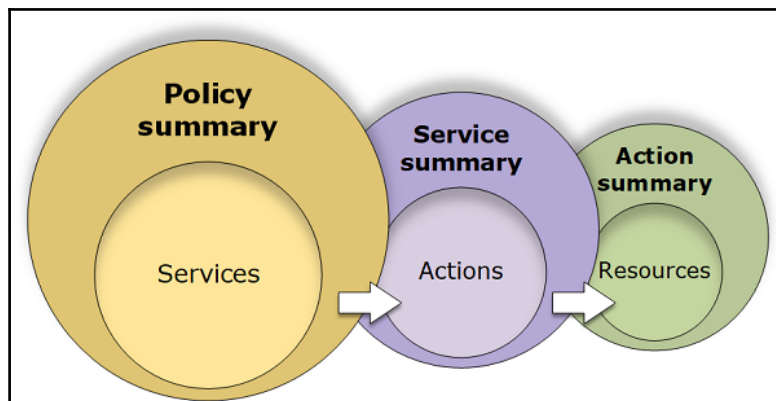 Policy
summary
Services
Service
summary
Actions
Action
summary
Resources